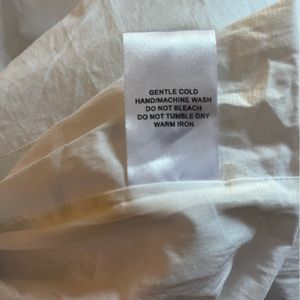 GENTLE COLD
HAND/MACHINE WASH
DO NOT BLEACH
DO NOT TUMBLE DRY
WARM IRON